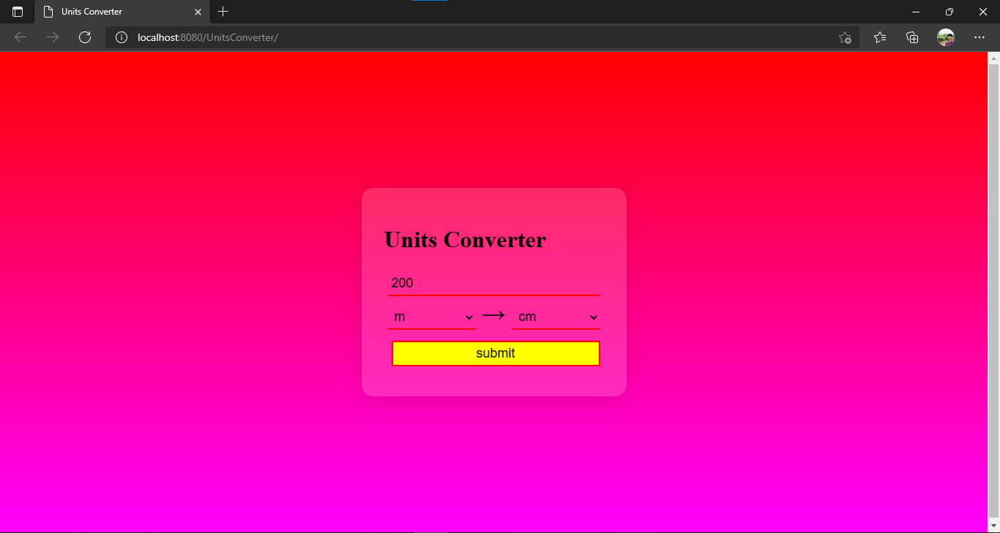 Units Converter
localhost:8080/UnitsConverter/
Units Converter
200
m → cm
submit